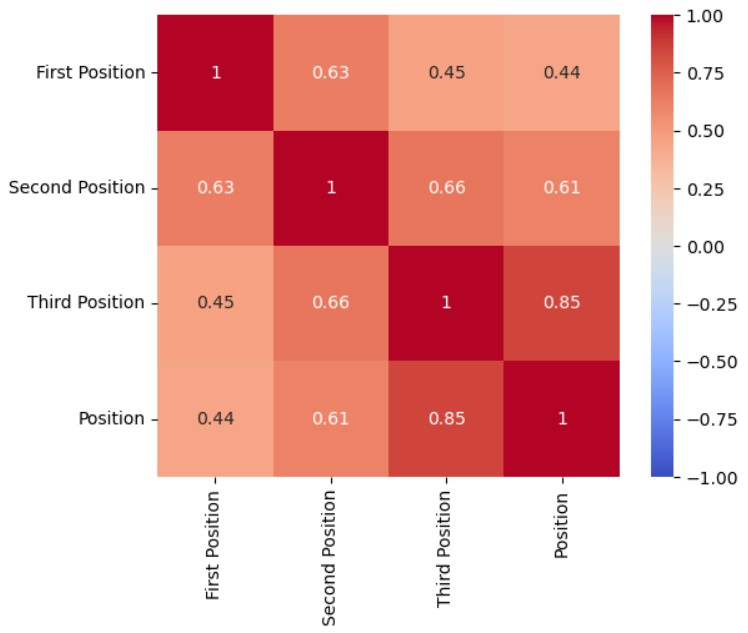 First Position 1 0.63 0.45 0.44
Second Position 0.63 1 0.66 0.61
Third Position 0.45 0.66 1 0.85
Position 0.44 0.61 0.85 1
First Position
Second Position
Third Position
Position
1.00
0.75
0.50
0.25
0.00
−0.25
−0.50
−0.75
−1.00